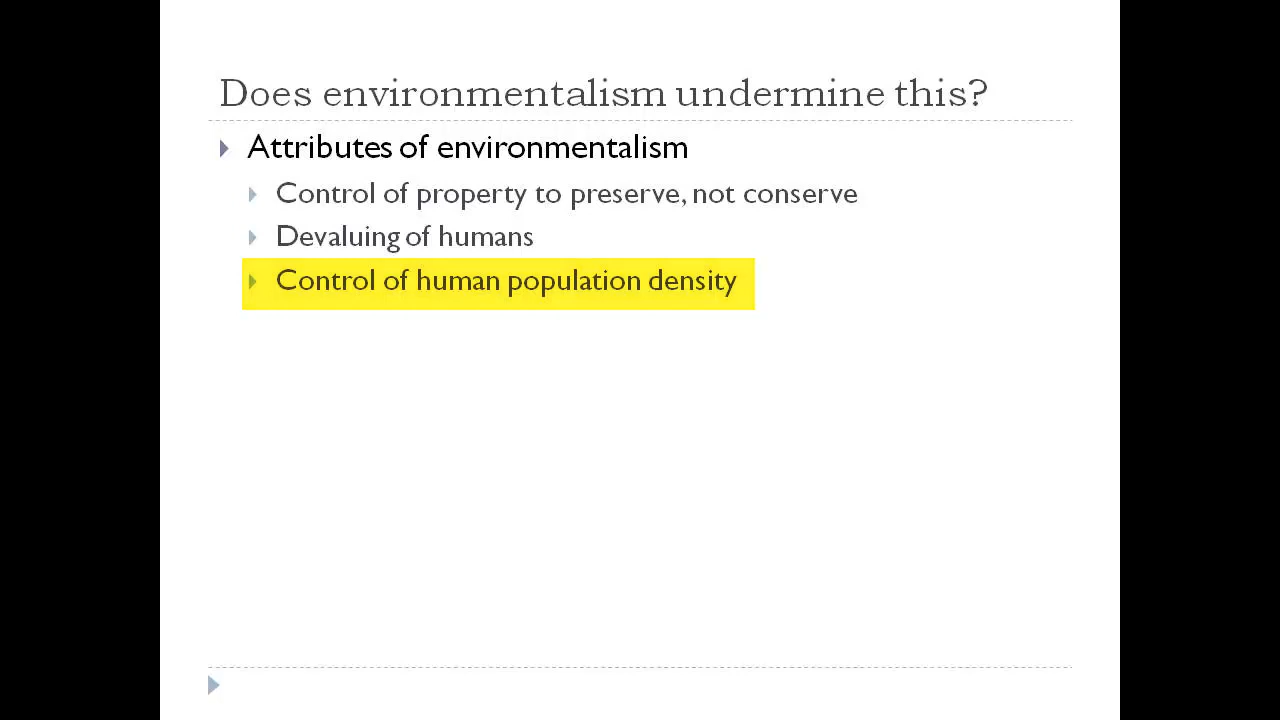 Does environmentalism undermine this?
Attributes of environmentalism
Control of property to preserve, not conserve
Devaluing of humans
Control of human population density